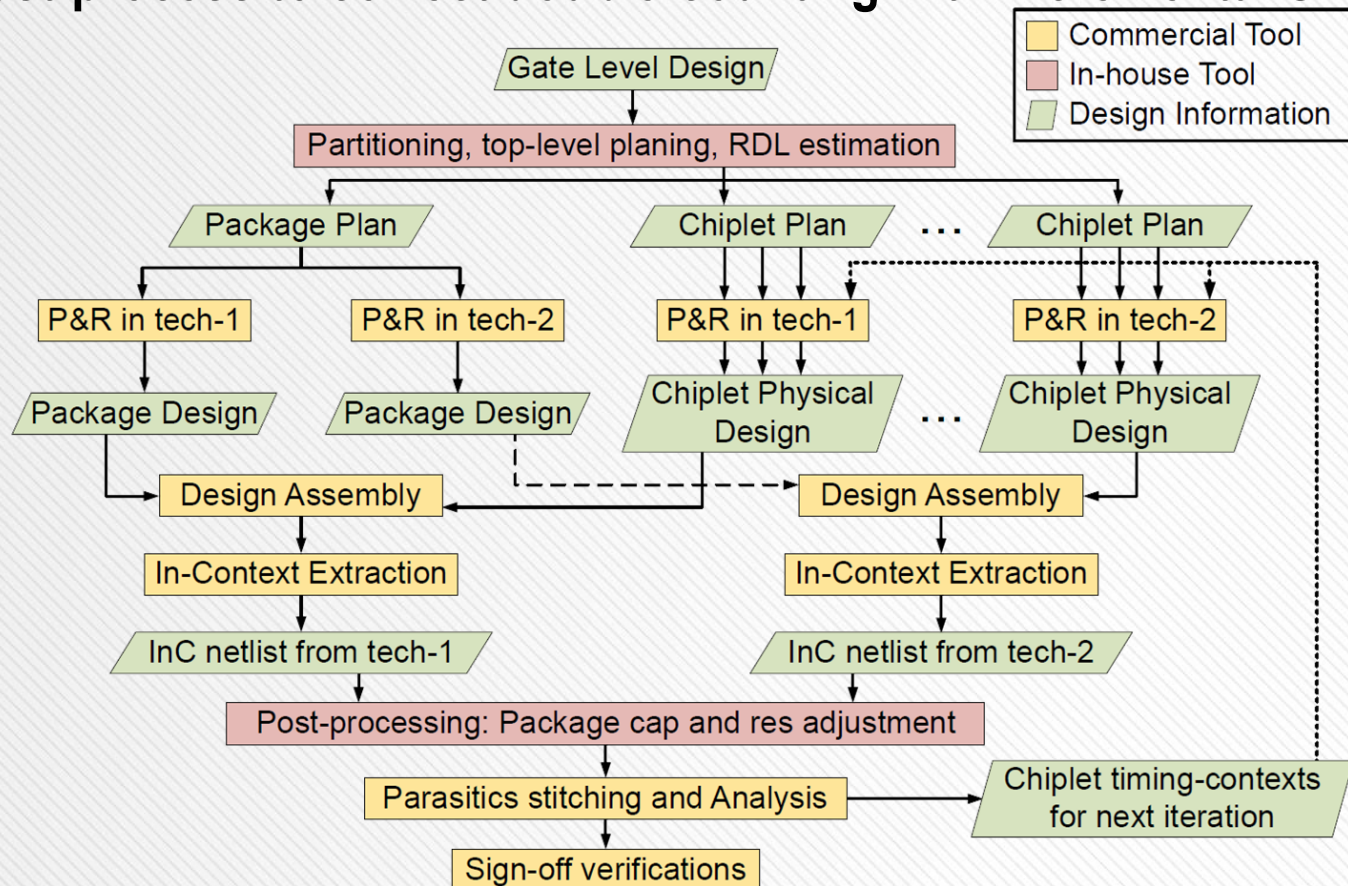 Commercial Tool
In-house Tool
Design Information
Gate Level Design
Partitioning, top-level planing, RDL estimation
Package Plan
Chiplet Plan
...
Chiplet Plan
P&R in tech-1
P&R in tech-2
P&R in tech-1
P&R in tech-2
Package Design
Package Design
Chiplet Physical
Design
...
Chiplet Physical
Design
Design Assembly
Design Assembly
In-Context Extraction
In-Context Extraction
InC netlist from tech-1
InC netlist from tech-2
Post-processing: Package cap and res adjustment
Parasitics stitching and Analysis
Chiplet timing-contexts
for next iteration
Sign-off verifications